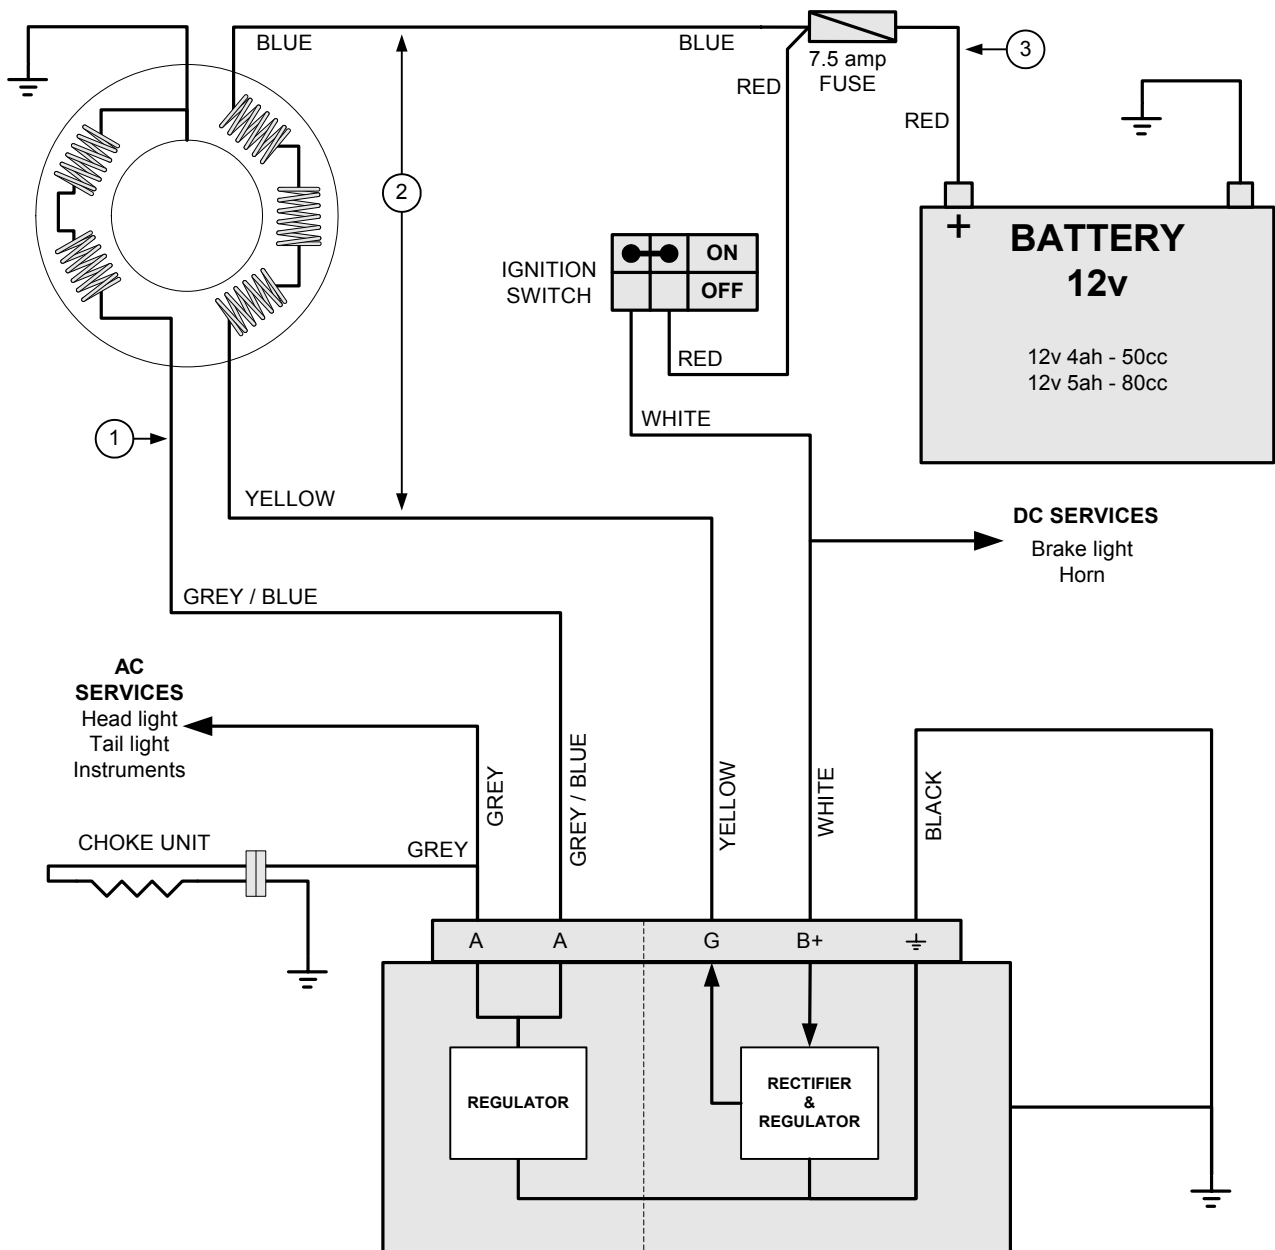 BLUE
BLUE
7.5 amp
FUSE
3
RED
RED
2
+
BATTERY
12v
12v 4ah - 50cc
12v 5ah - 80cc
IGNITION
SWITCH
ON
OFF
RED
WHITE
1
YELLOW
DC SERVICES
Brake light
Horn
GREY / BLUE
AC
SERVICES
Head light
Tail light
Instruments
GREY
GREY / BLUE
YELLOW
WHITE
BLACK
CHOKE UNIT
GREY
A
A
G
B+
REGULATOR
RECTIFIER
&
REGULATOR